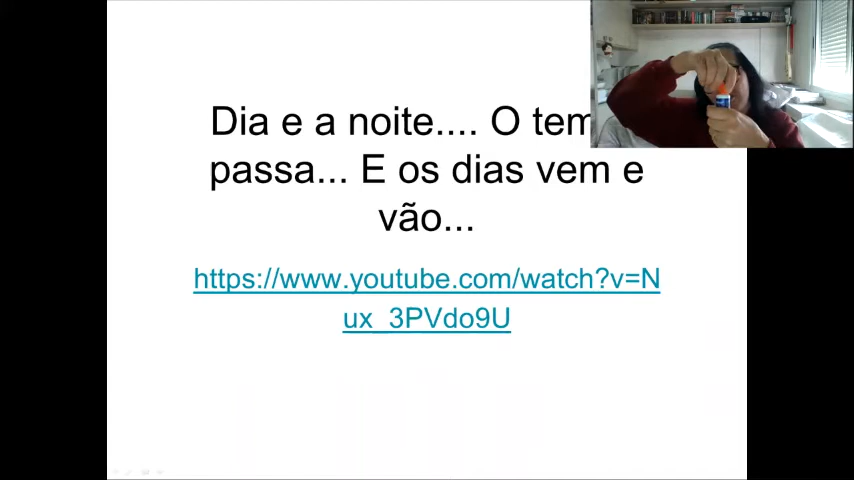 Dia e a noite.... O tem
passa... E os dias vem e
vão...
https://www.youtube.com/watch?v=N
ux_3PVdo9U